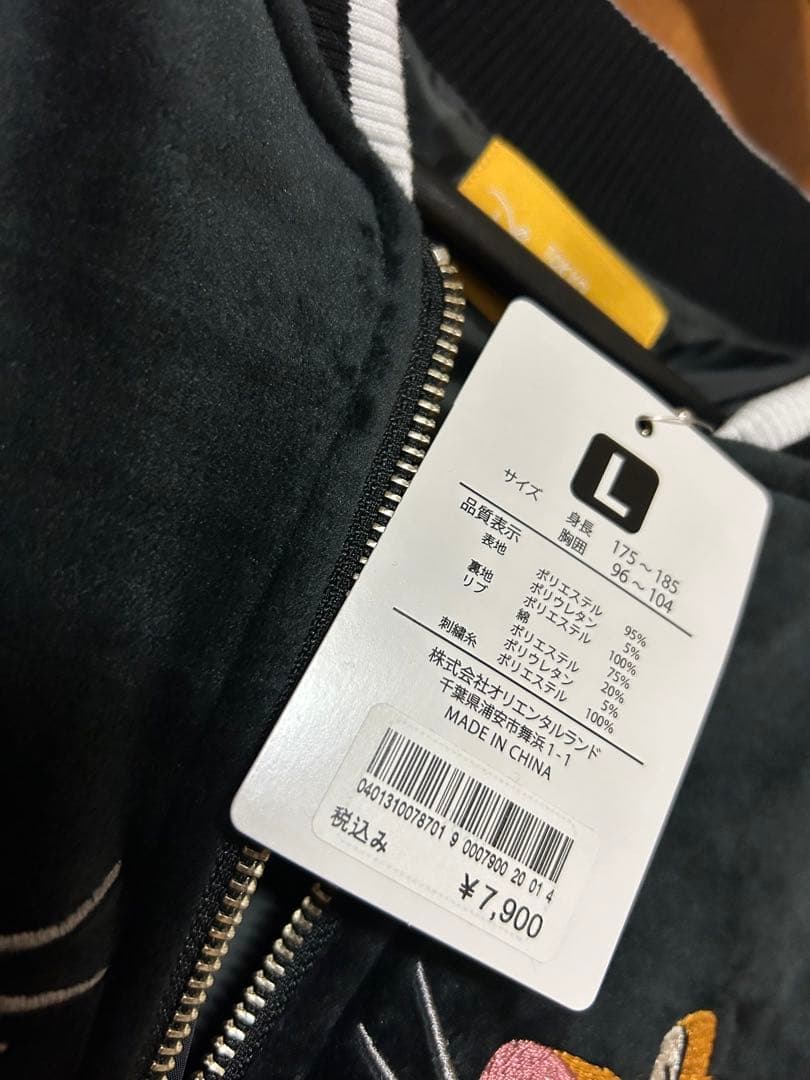 TOKYO
L
サイズ 身長 175～185
胸囲 96～104
品質表示
表地 ポリエステル 95%
ポリウレタン 5%
裏地 ポリエステル 100%
リブ 綿 75%
ポリエステル 20%
ポリウレタン 5%
刺繍糸 ポリエステル 100%
株式会社オリエンタルランド
千葉県浦安市舞浜1-1
MADE IN CHINA
0401310078701 9 0007900 20 01 4
税込み
¥7,900